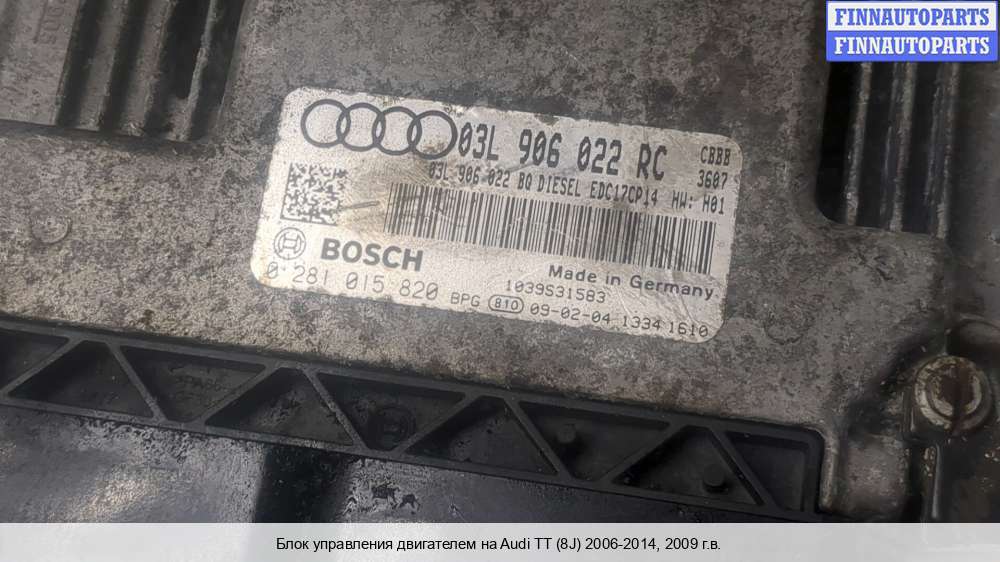 FINNAUTOPARTS
FINNAUTOPARTS
03L 906 022 RC CBBB
3607
03L 906 022 BQ DIESEL EDC17CP14 HW: H01
BOSCH
Made in Germany
0 281 015 820 BPG 810 09-02-04 1334 1610
1039S31583
Блок управления двигателем на Audi TT (8J) 2006-2014, 2009 г.в.